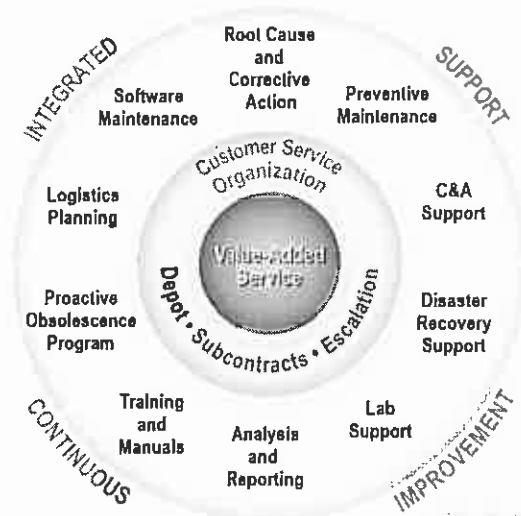 INTEGRATED
SUPPORT
Root Cause
and
Corrective
Action
Software
Maintenance
Preventive
Maintenance
Customer Service
Organization
Logistics
Planning
C&A
Support
Value-Added
Service
Proactive
Obsolescence
Program
Disaster
Recovery
Support
Depot • Subcontracts • Escalation
Training
and
Manuals
Analysis
and
Reporting
Lab
Support
CONTINUOUS
IMPROVEMENT